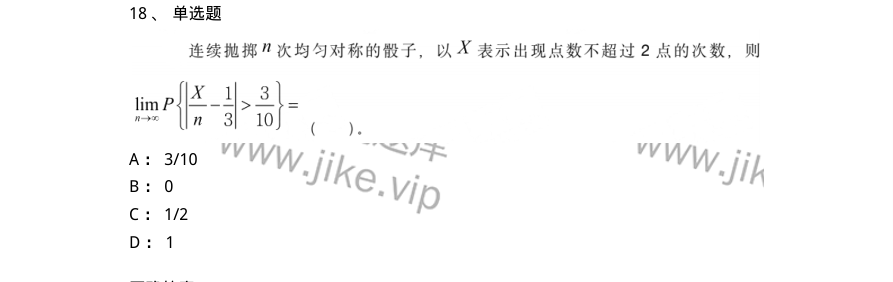 18 、 单选题
连续抛掷 n 次均匀对称的骰子，以 X 表示出现点数不超过 2 点的次数，则
lim n→∞ P{|X/n − 1/3| > 3/10} = （ ）.
A： 3/10
B： 0
C： 1/2
D： 1
www.jike.vip
www.jik